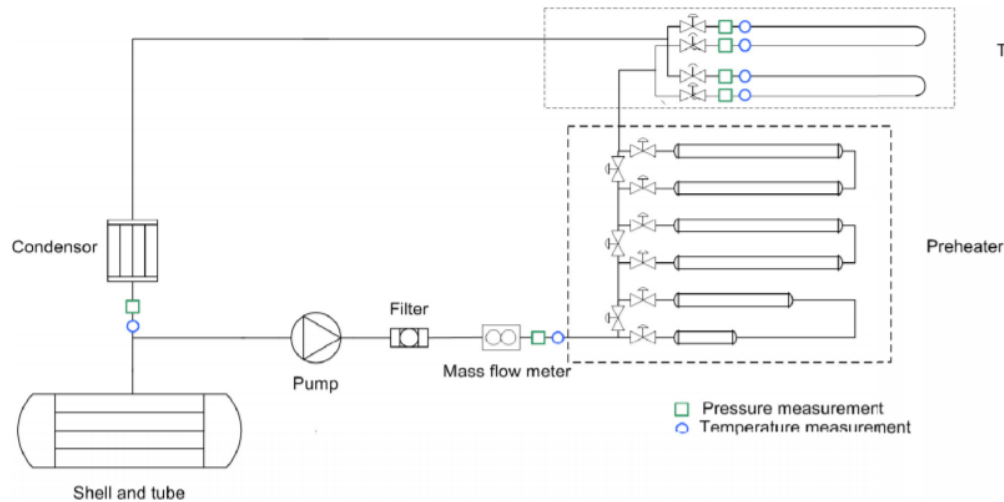 T
Condensor
Preheater
Filter
Pump
Mass flow meter
Pressure measurement
Temperature measurement
Shell and tube